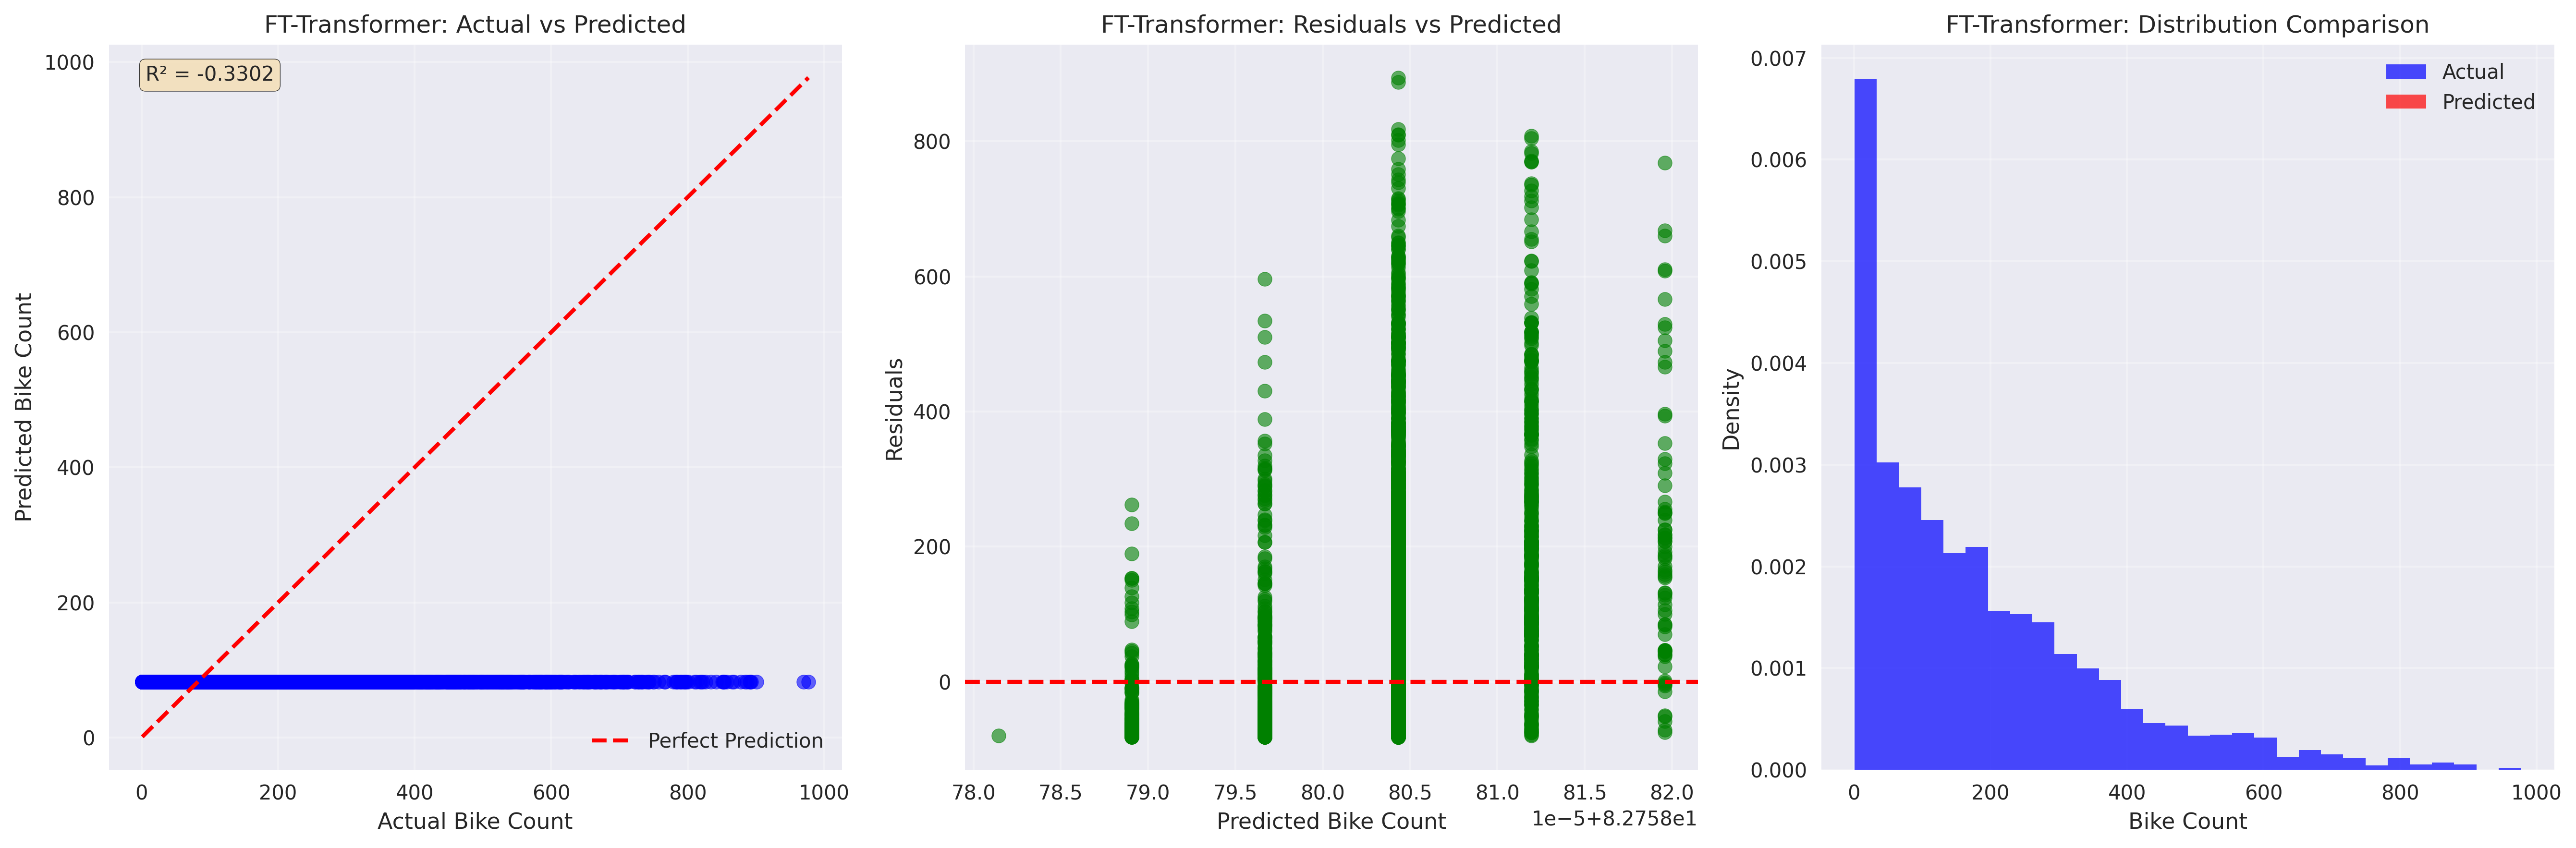 FT-Transformer: Actual vs Predicted
R² = -0.3302
1000
800
600
400
200
0
Predicted Bike Count
Perfect Prediction
0 200 400 600 800 1000
Actual Bike Count
FT-Transformer: Residuals vs Predicted
800
600
400
200
0
Residuals
78.0 78.5 79.0 79.5 80.0 80.5 81.0 81.5 82.0
1e−5+8.2758e1
Predicted Bike Count
FT-Transformer: Distribution Comparison
Actual
Predicted
0.007
0.006
0.005
0.004
0.003
0.002
0.001
0.000
Density
0 200 400 600 800 1000
Bike Count